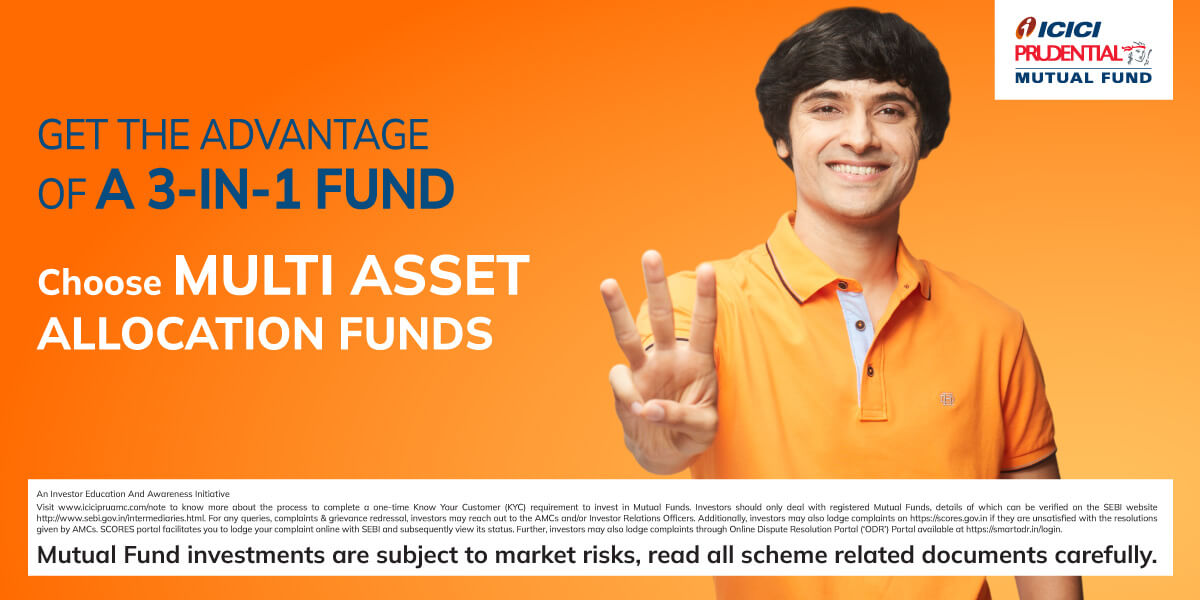 ICICI
PRUDENTIAL
MUTUAL FUND
GET THE ADVANTAGE
OF A 3-IN-1 FUND
Choose MULTI ASSET
ALLOCATION FUNDS
An Investor Education And Awareness Initiative
Visit www.icicipruamc.com/note to know more about the process to complete a one-time Know Your Customer (KYC) requirement to invest in Mutual Funds. Investors should only deal with registered Mutual Funds, details of which can be verified on the SEBI website
http://www.sebi.gov.in/intermediaries.html. For any queries, complaints & grievance redressal, investors may reach out to the AMCs and/or Investor Relations Officers. Additionally, investors may also lodge complaints on https://scores.gov.in if they are unsatisfied with the resolutions
given by AMCs. SCORES portal facilitates you to lodge your complaint online with SEBI and subsequently view its status. Further, investors may also lodge complaints through Online Dispute Resolution Portal ('ODR') Portal available at https://smartodr.in/login.
Mutual Fund investments are subject to market risks, read all scheme related documents carefully.